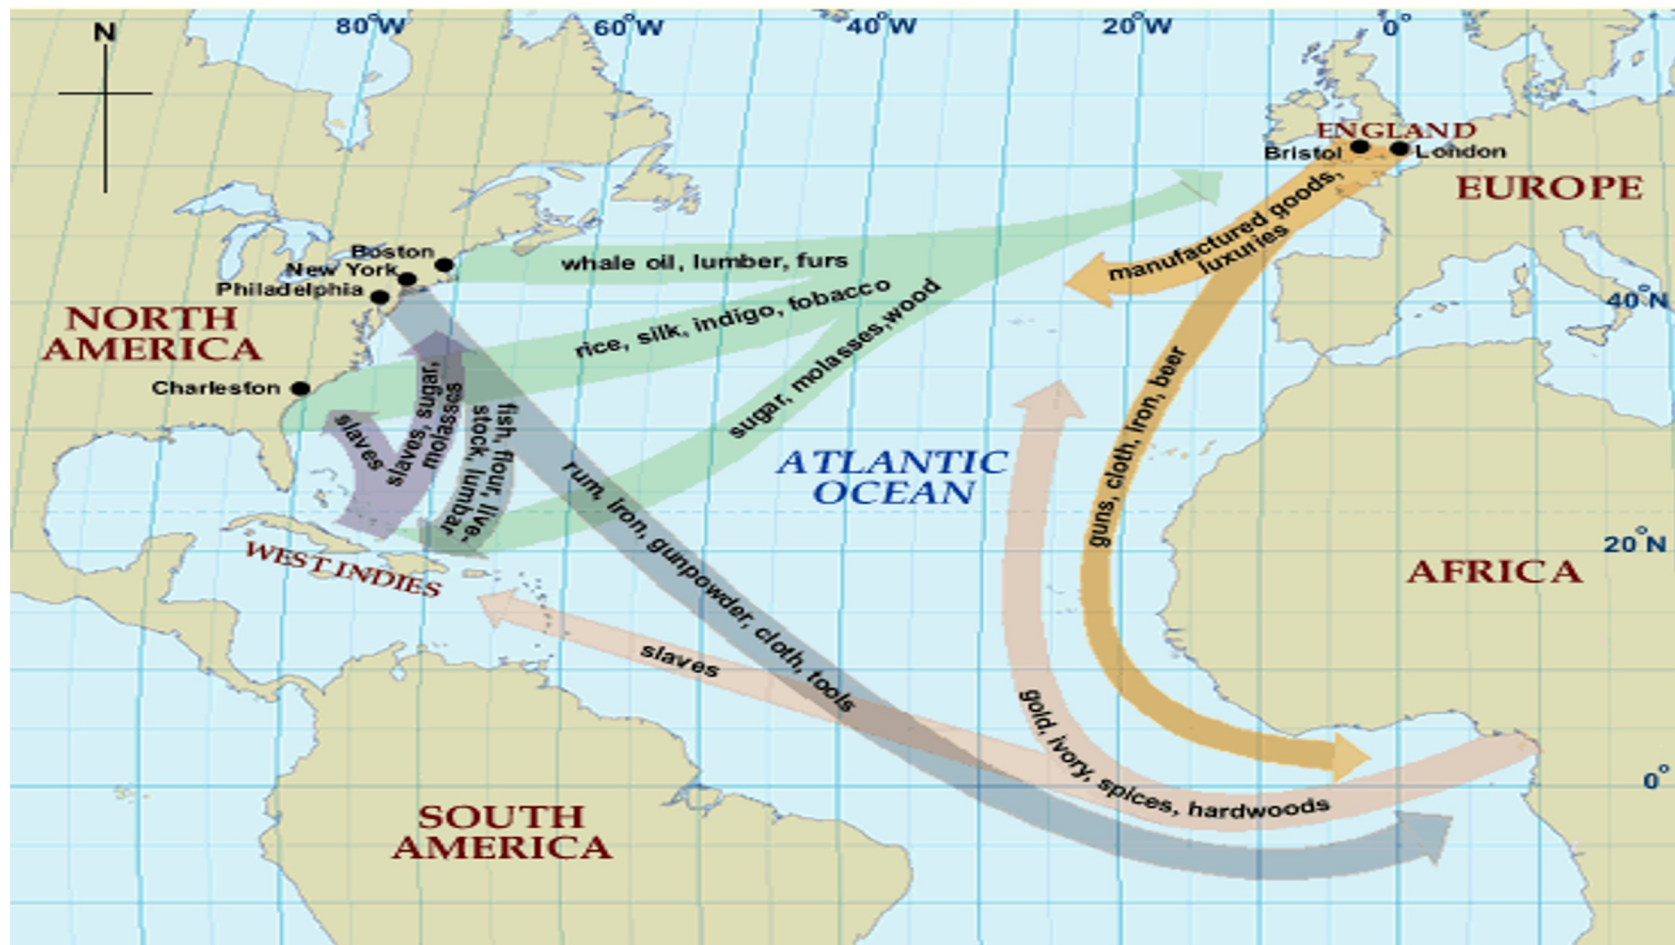 N
80°W
60°W
40°W
20°W
0°
ENGLAND
Bristol
London
EUROPE
manufactured goods,
luxuries
Boston
New York
Philadelphia
whale oil, lumber, furs
rice, silk, indigo, fobacco
sugar, molasses,wood
40°N
NORTH
AMERICA
Charleston
slaves
slaves, sugar,
molasses
fish, flour, live,
stock, lumbar,
guns, cloth, iron, beer
ATLANTIC
OCEAN
rum, iron, gunpowder, cloth, tools
WEST INDIES
20°N
AFRICA
slaves
gold, ivory, spices, hardwoods
0°
SOUTH
AMERICA